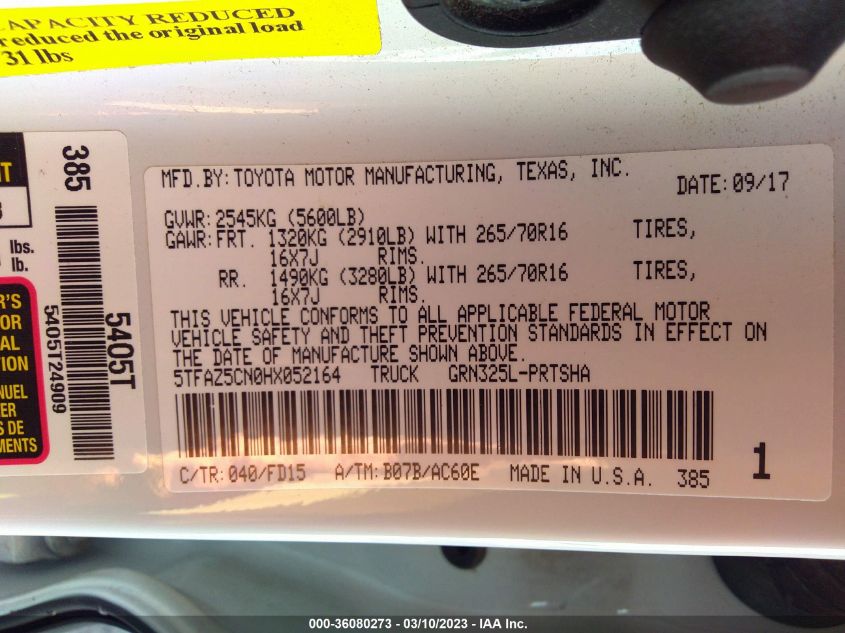 CAPACITY REDUCED
reduced the original load
31 lbs
385
lbs.
lb.
5405T
5405T24909
MFD.BY:TOYOTA MOTOR MANUFACTURING, TEXAS, INC. DATE:09/17
GVWR:2545KG (5600LB)
GAWR:FRT. 1320KG (2910LB) WITH 265/70R16 TIRES,
16X7J RIMS.
RR. 1490KG (3280LB) WITH 265/70R16 TIRES,
16X7J RIMS.
THIS VEHICLE CONFORMS TO ALL APPLICABLE FEDERAL MOTOR
VEHICLE SAFETY AND THEFT PREVENTION STANDARDS IN EFFECT ON
THE DATE OF MANUFACTURE SHOWN ABOVE.
5TFAZ5CN0HX052164 TRUCK GRN325L-PRTSHA
C/TR:040/FD15 A/TM:B07B/AC60E MADE IN U.S.A. 385 1
000-36080273 - 03/10/2023 - IAA Inc.